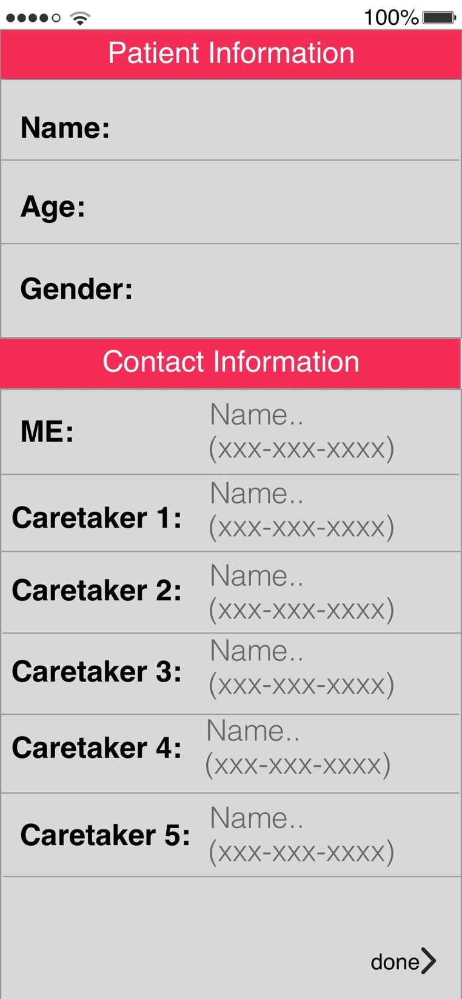 100%
Patient Information
Name:
Age:
Gender:
Contact Information
ME:
Name..
(xxx-xxx-xxxx)
Caretaker 1:
Name..
(xxx-xxx-xxxx)
Caretaker 2:
Name..
(xxx-xxx-xxxx)
Caretaker 3:
Name..
(xxx-xxx-xxxx)
Caretaker 4:
Name..
(xxx-xxx-xxxx)
Caretaker 5:
Name..
(xxx-xxx-xxxx)
done